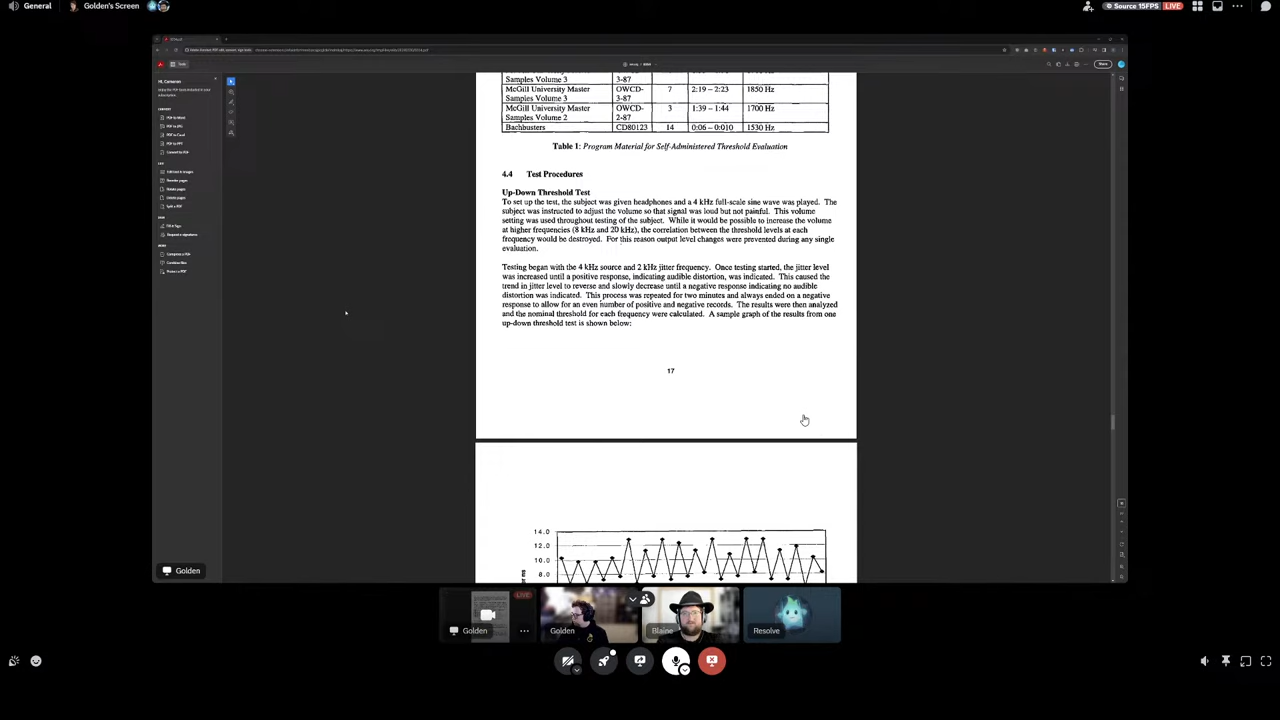 General
Golden's Screen
Source 15FPS LIVE
Share
Hi, Cameron
Samples Volume 3 3-87
McGill University Master OWCD- 7 2:19 – 2:23 1850 Hz
Samples Volume 3 3-87
McGill University Master OWCD- 3 1:39 – 1:44 1700 Hz
Samples Volume 2 2-87
Bachbusters CD80123 14 0:06 – 0:010 1530 Hz
Table 1: Program Material for Self-Administered Threshold Evaluation
4.4 Test Procedures
Up-Down Threshold Test
To set up the test, the subject was given headphones and a 4 kHz full-scale sine wave was played. The
subject was instructed to adjust the volume so that signal was loud but not painful. This volume
setting was used throughout testing of the subject. While it would be possible to increase the volume
at higher frequencies (8 kHz and 20 kHz), the correlation between the threshold levels at each
frequency would be destroyed. For this reason output level changes were prevented during any single
evaluation.
Testing began with the 4 kHz source and 2 kHz jitter frequency. Once testing started, the jitter level
was increased until a positive response, indicating audible distortion, was indicated. This caused the
trend in jitter level to reverse and slowly decrease until a negative response indicating no audible
distortion was indicated. This process was repeated for two minutes and always ended on a negative
response to allow for an even number of positive and negative records. The results were then analyzed
and the nominal threshold for each frequency were calculated. A sample graph of the results from one
up-down threshold test is shown below:
17
14.0
12.0
10.0
8.0
Golden
LIVE
Golden
Golden
Blaine
Resolve